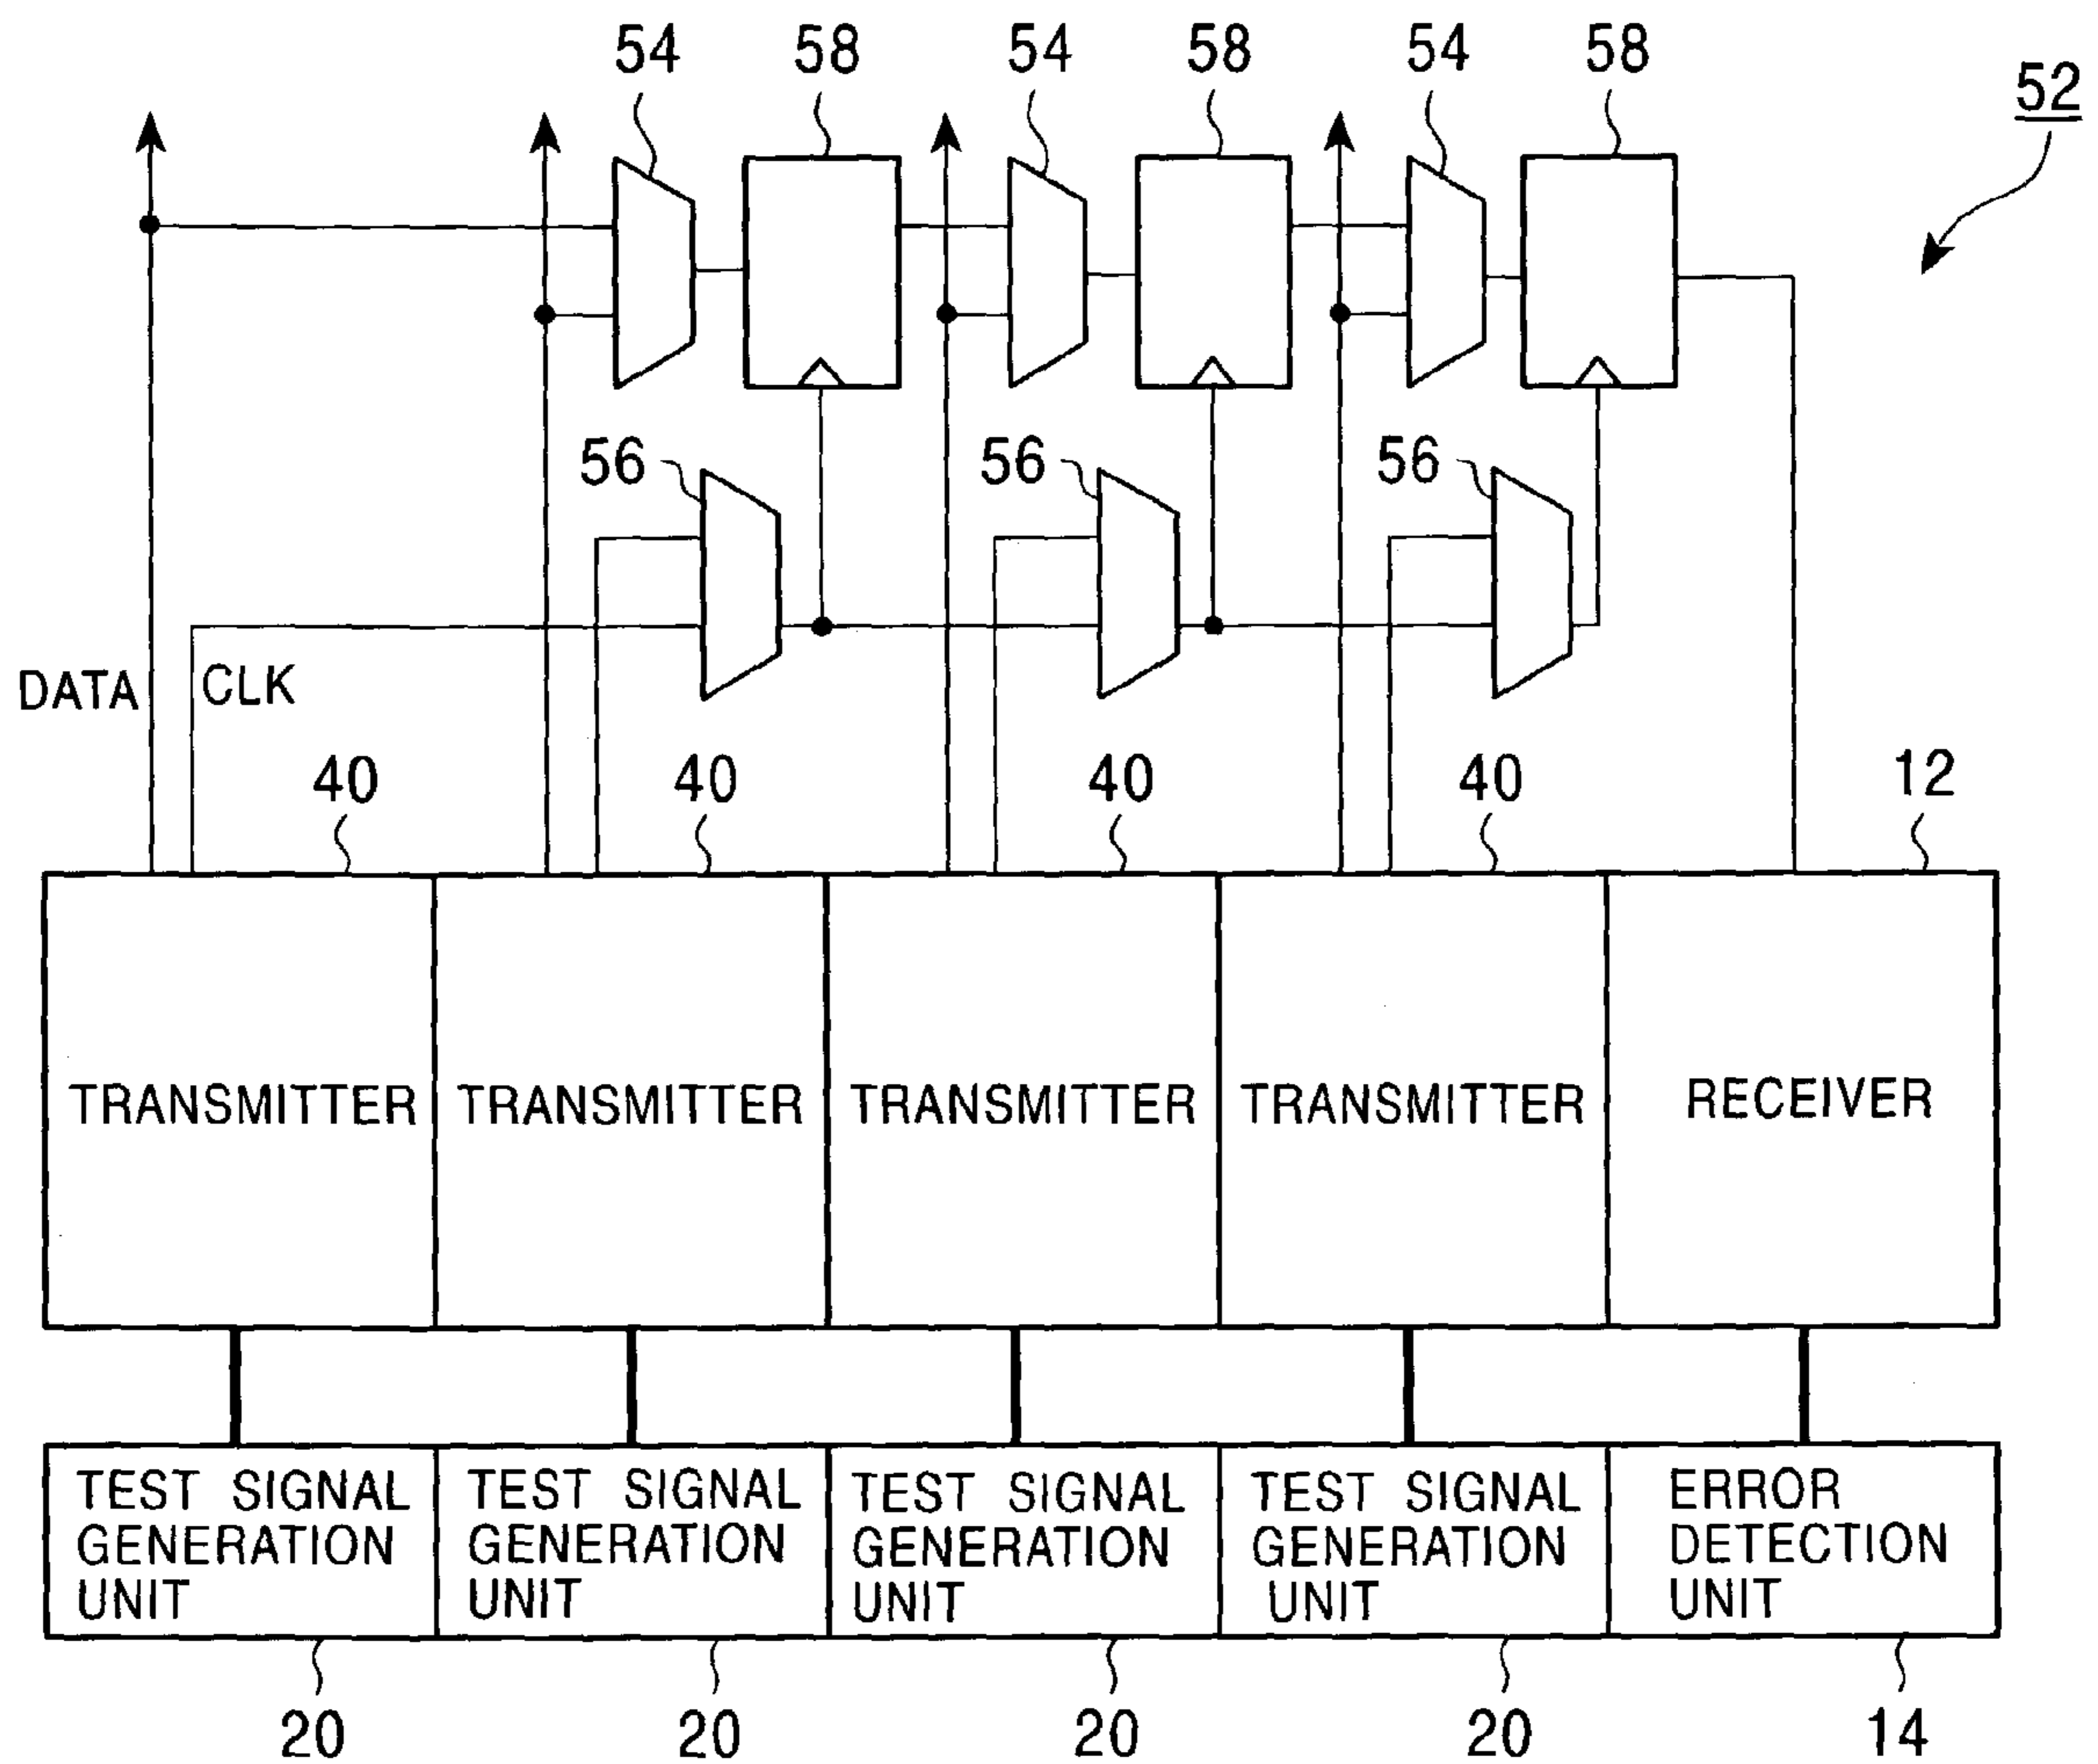 54 58 54 58 54 58
52
56 56 56
DATA CLK
40 40 40 40 12
TRANSMITTER TRANSMITTER TRANSMITTER TRANSMITTER RECEIVER
TEST SIGNAL GENERATION UNIT
TEST SIGNAL GENERATION UNIT
TEST SIGNAL GENERATION UNIT
TEST SIGNAL GENERATION UNIT
ERROR DETECTION UNIT
20 20 20 20 14